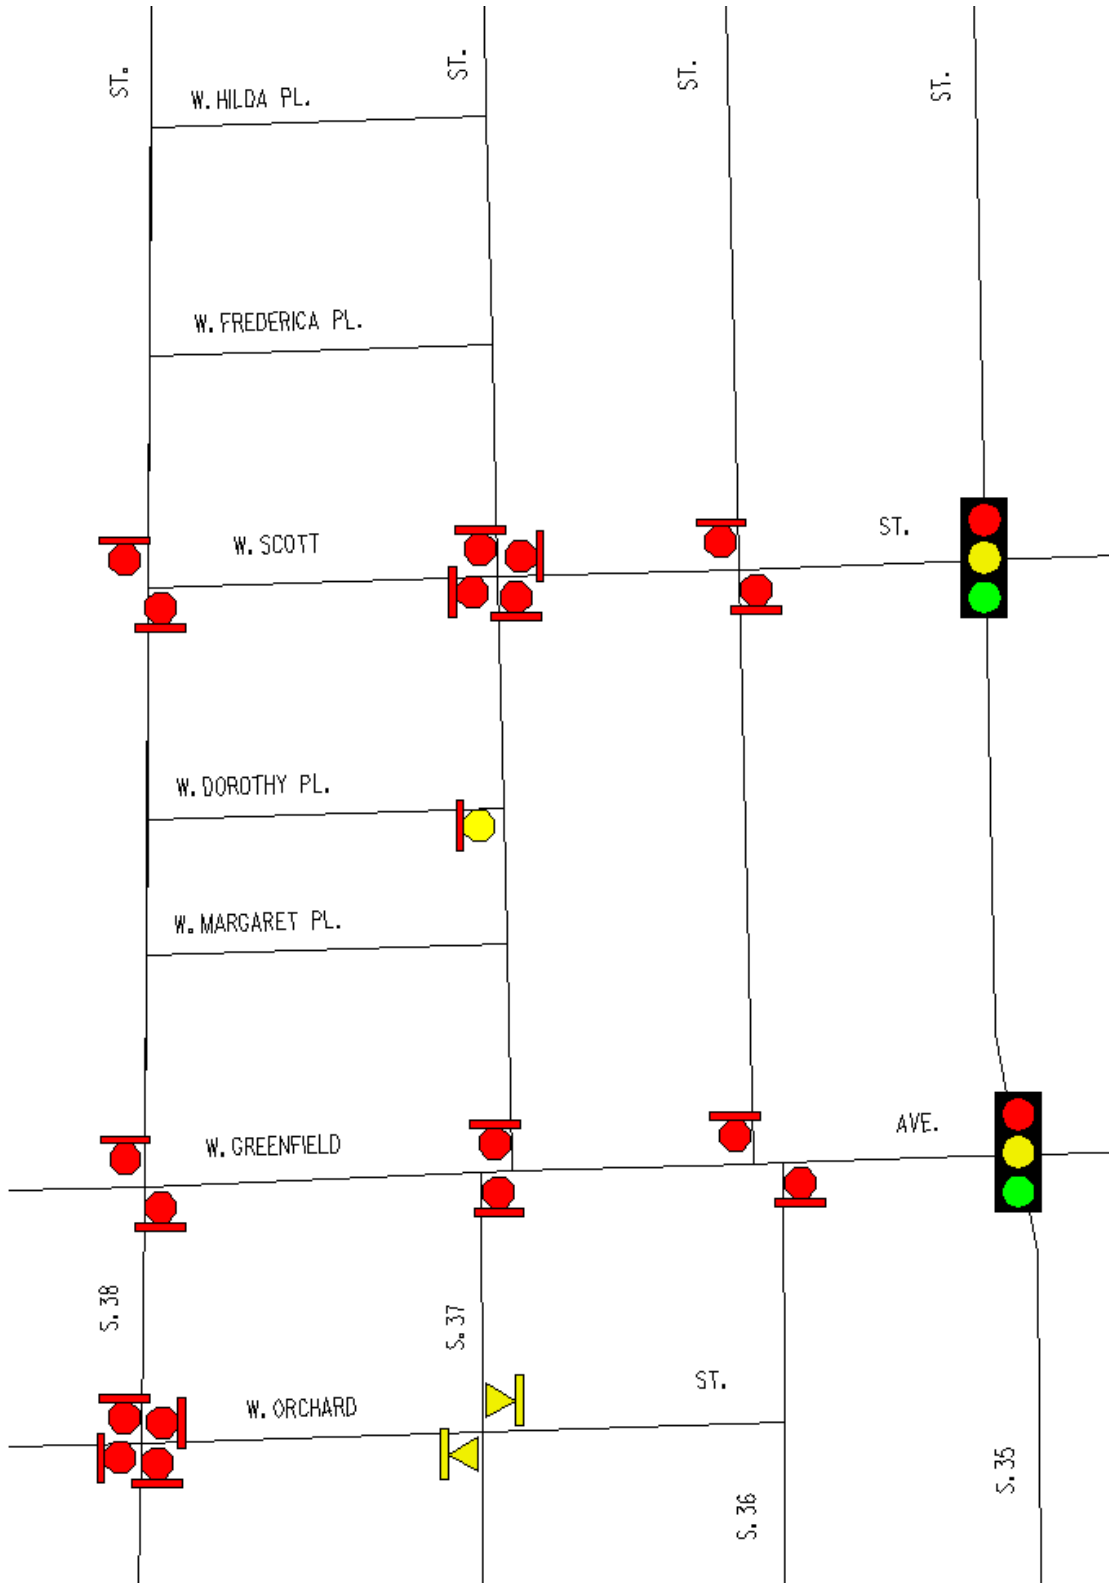 ST.
ST.
ST.
ST.
W. HILDA PL.
W. FREDERICA PL.
W. SCOTT
ST.
W. DOROTHY PL.
W. MARGARET PL.
W. GREENFIELD
AVE.
S. 38
S. 37
W. ORCHARD
ST.
S. 36
S. 35